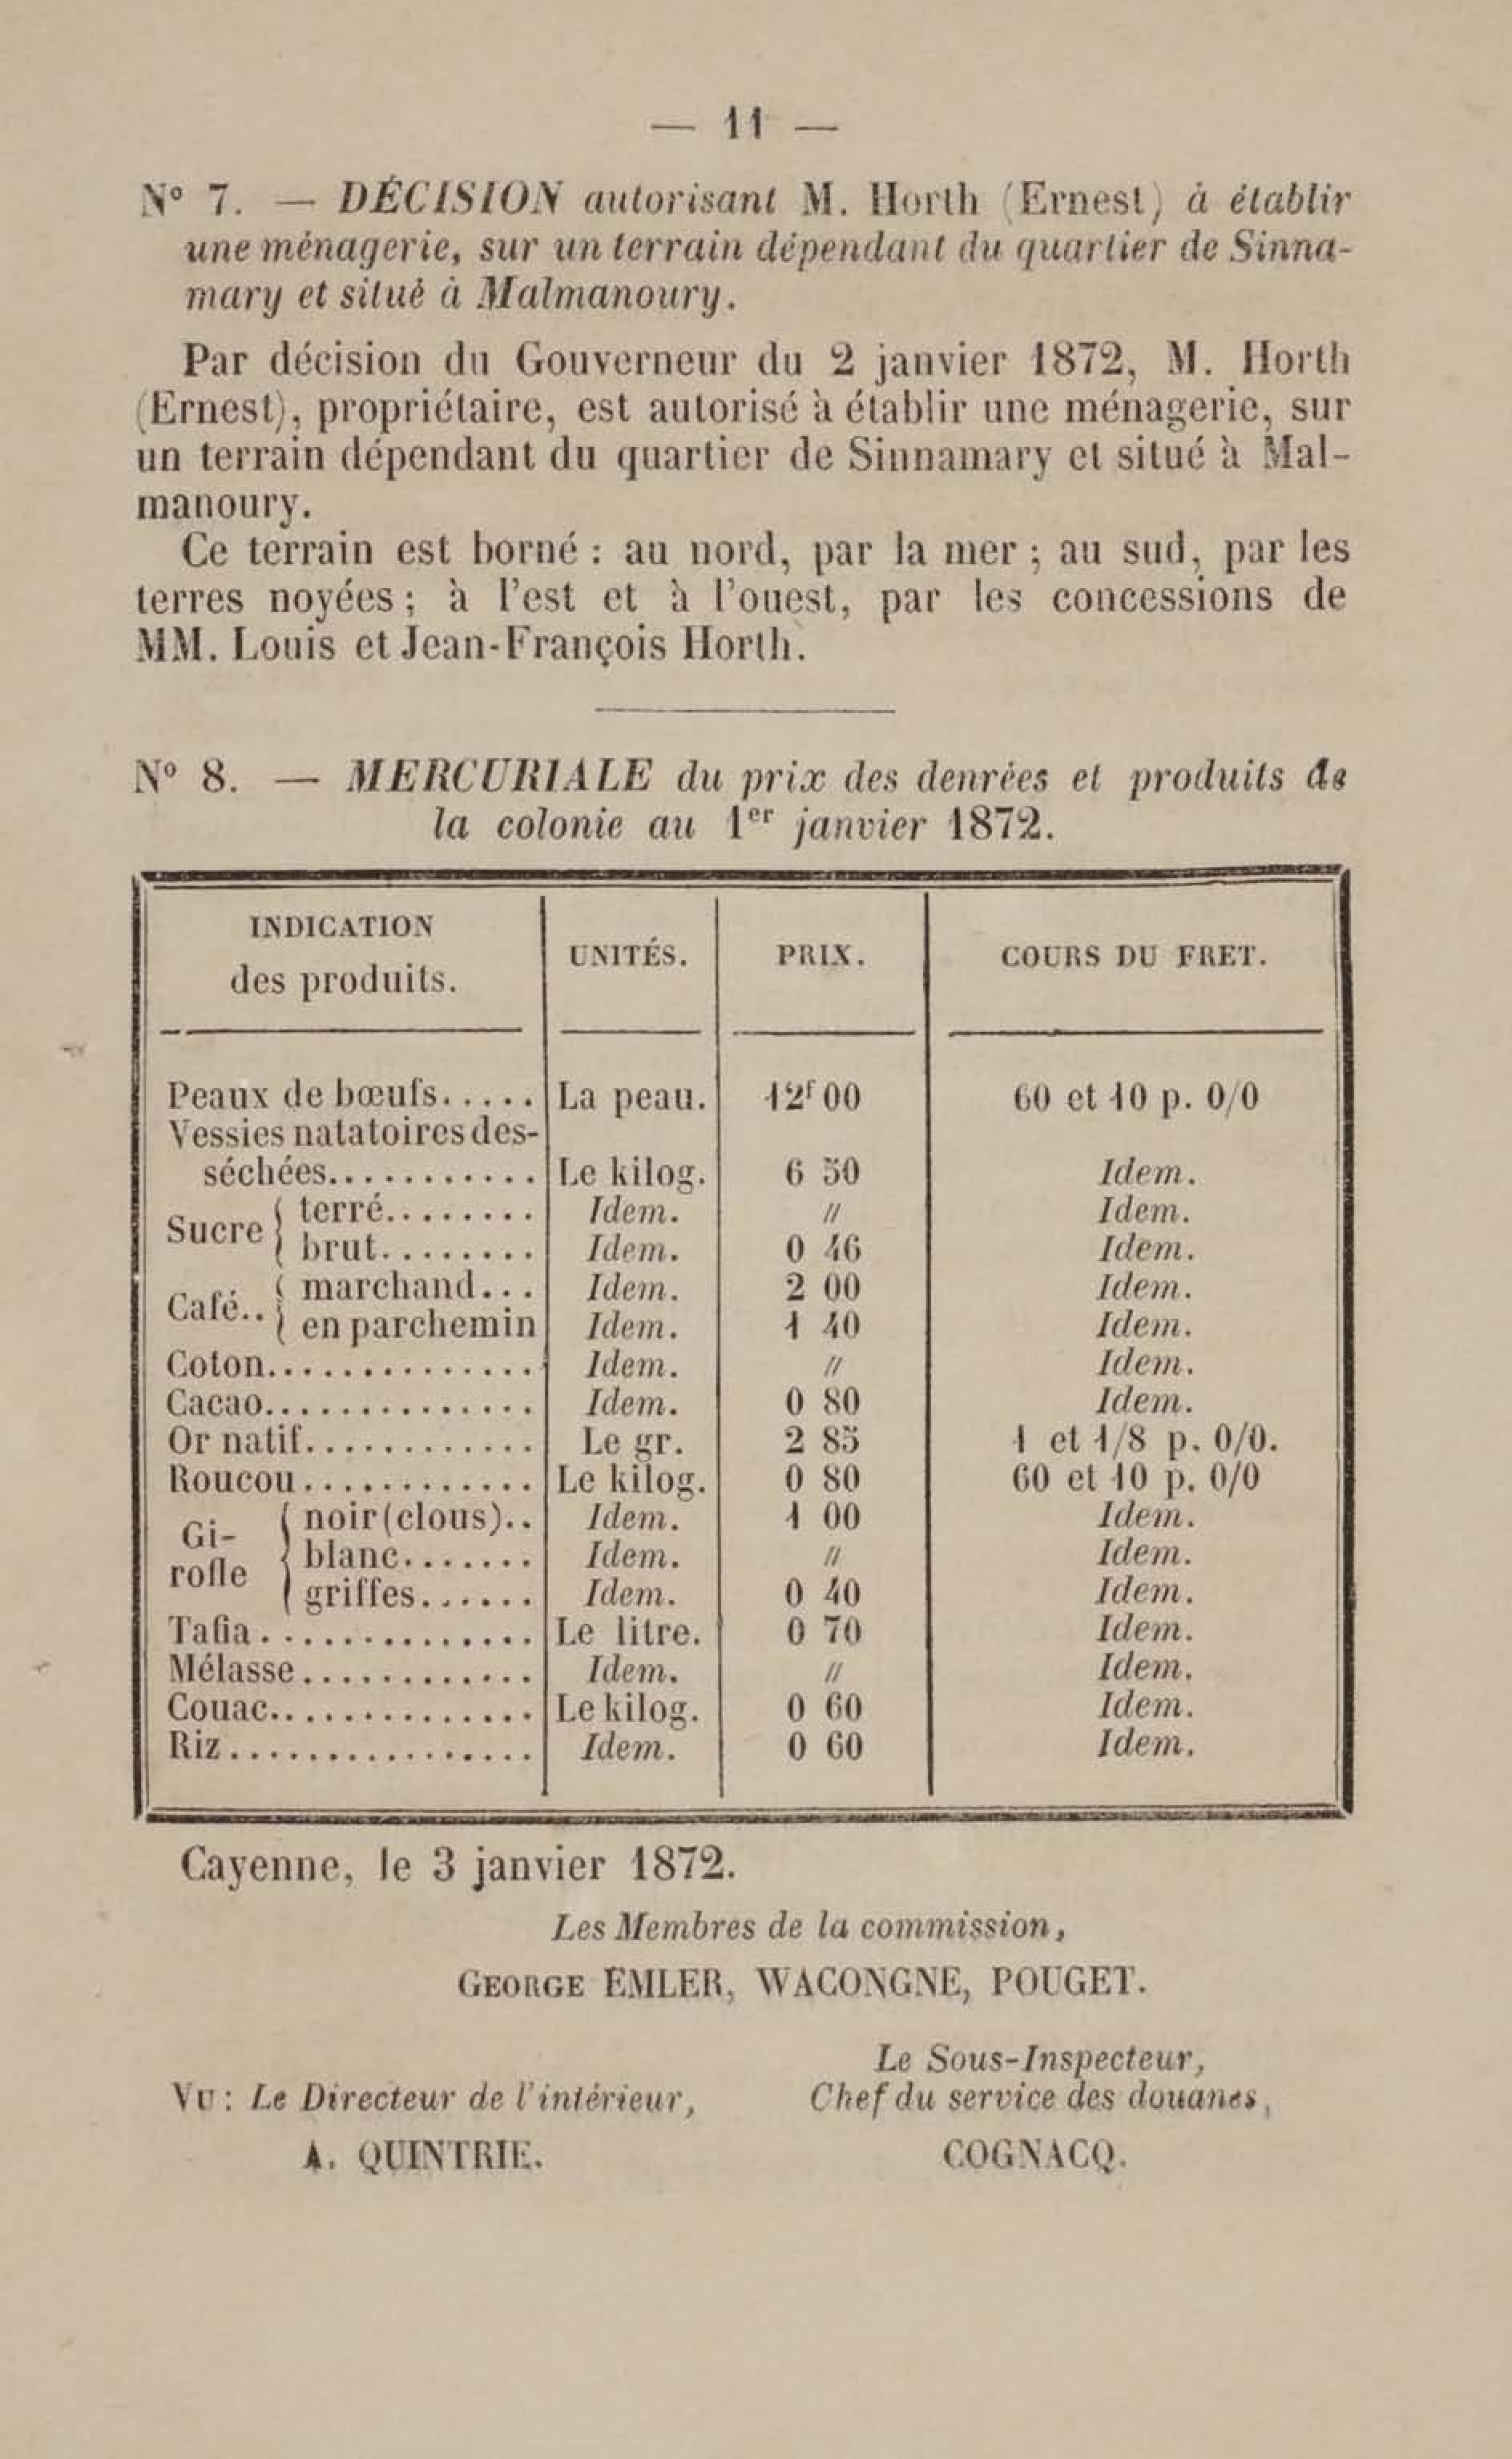 — 11 —
N° 7. — DÉCISION autorisant M. Horth (Ernest) à établir
une ménagerie, sur un terrain dépendant du quartier de Sinna-
mary et situé à Malmanoury.
Par décision du Gouverneur du 2 janvier 1872, M. Horth
(Ernest), propriétaire, est autorisé à établir une ménagerie, sur
un terrain dépendant du quartier de Sinnamary et situé à Mal-
manoury.
Ce terrain est borné : au nord, par la mer ; au sud, par les
terres noyées ; à l'est et à l'ouest, par les concessions de
MM. Louis et Jean-François Horth.
N° 8. — MERCURIALE du prix des denrées et produits de
la colonie au 1er janvier 1872.
INDICATION
des produits.
UNITÉS. PRIX. COURS DU FRET.
Peaux de bœufs..... La peau. 12f 00 60 et 10 p. 0/0
Vessies natatoires des-
séchées........... Le kilog. 6 50 Idem.
Sucre { terré........ Idem. " Idem.
brut........ Idem. 0 46 Idem.
Café.. { marchand... Idem. 2 00 Idem.
en parchemin Idem. 1 40 Idem.
Coton.............. Idem. " Idem.
Cacao.............. Idem. 0 80 Idem.
Or natif............ Le gr. 2 85 1 et 1/8 p. 0/0.
Roucou............ Le kilog. 0 80 60 et 10 p. 0/0
Gi-
rofle { noir (clous).. Idem. 1 00 Idem.
blanc....... Idem. " Idem.
griffes...... Idem. 0 40 Idem.
Tafia.............. Le litre. 0 70 Idem.
Mélasse............ Idem. " Idem.
Couac.............. Le kilog. 0 60 Idem.
Riz................ Idem. 0 60 Idem.
Cayenne, le 3 janvier 1872.
Les Membres de la commission,
GEORGE EMLER, WACONGNE, POUGET.
Le Sous-Inspecteur,
Vu : Le Directeur de l'intérieur, Chef du service des douanes,
A. QUINTRIE. COGNACQ.